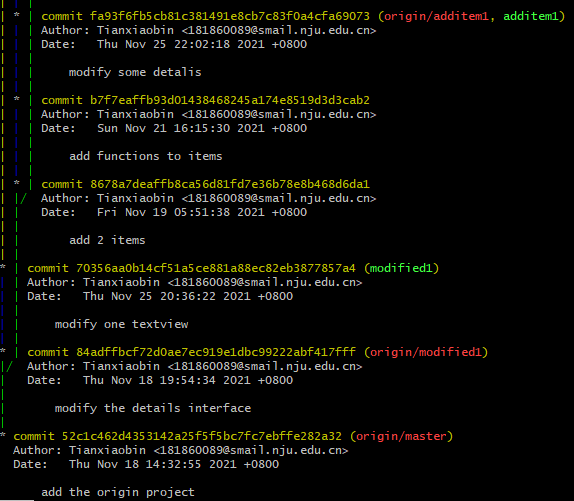 * | commit fa93f6fb5cb81c381491e8cb7c83f0a4cfa69073 (origin/additem1, additem1)
Author: Tianxiaobin <181860089@smail.nju.edu.cn>
Date: Thu Nov 25 22:02:18 2021 +0800
modify some detalis
* | commit b7f7eaffb93d01438468245a174e8519d3d3cab2
Author: Tianxiaobin <181860089@smail.nju.edu.cn>
Date: Sun Nov 21 16:15:30 2021 +0800
add functions to items
* | commit 8678a7deaffb8ca56d81fd7e36b78e8b468d6da1
|/ Author: Tianxiaobin <181860089@smail.nju.edu.cn>
Date: Fri Nov 19 05:51:38 2021 +0800
add 2 items
* | commit 70356aa0b14cf51a5ce881a88ec82eb3877857a4 (modified1)
Author: Tianxiaobin <181860089@smail.nju.edu.cn>
Date: Thu Nov 25 20:36:22 2021 +0800
modify one textview
* | commit 84adffbcf72d0ae7ec919e1dbc99222abf417fff (origin/modified1)
|/ Author: Tianxiaobin <181860089@smail.nju.edu.cn>
Date: Thu Nov 18 19:54:34 2021 +0800
modify the details interface
* commit 52c1c462d4353142a25f5f5bc7fc7ebffe282a32 (origin/master)
Author: Tianxiaobin <181860089@smail.nju.edu.cn>
Date: Thu Nov 18 14:32:55 2021 +0800
add the origin project